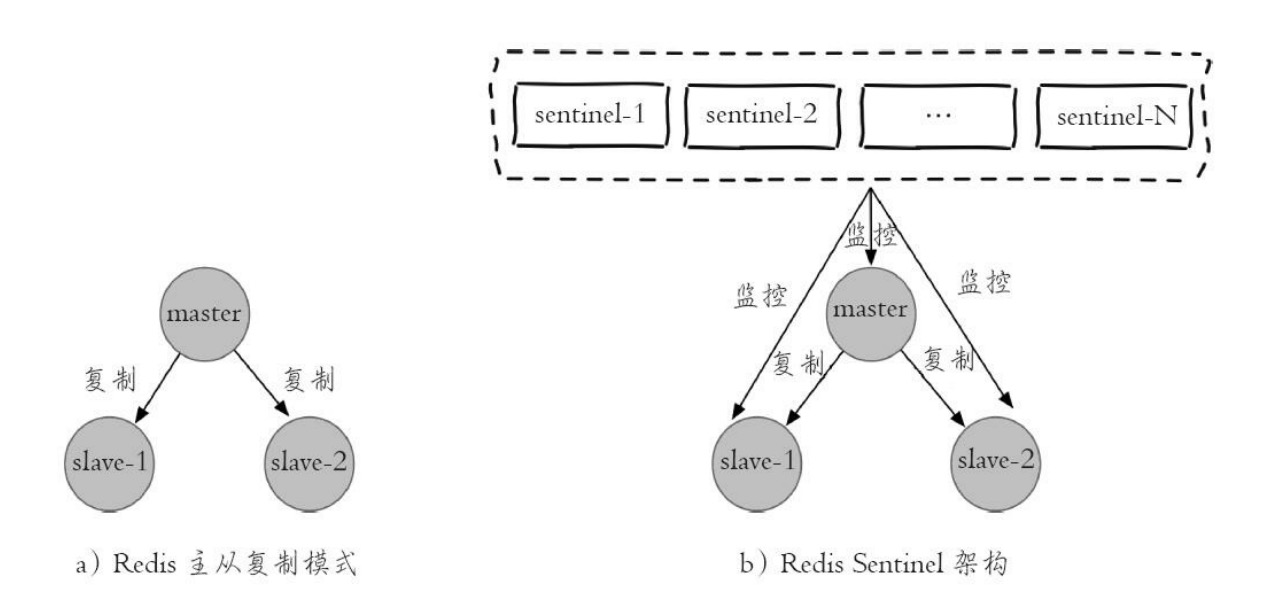 sentinel-1
sentinel-2
…
sentinel-N
监控
监控
监控
master
复制
复制
slave-1
slave-2
master
复制
复制
slave-1
slave-2
a）Redis 主从复制模式
b）Redis Sentinel 架构